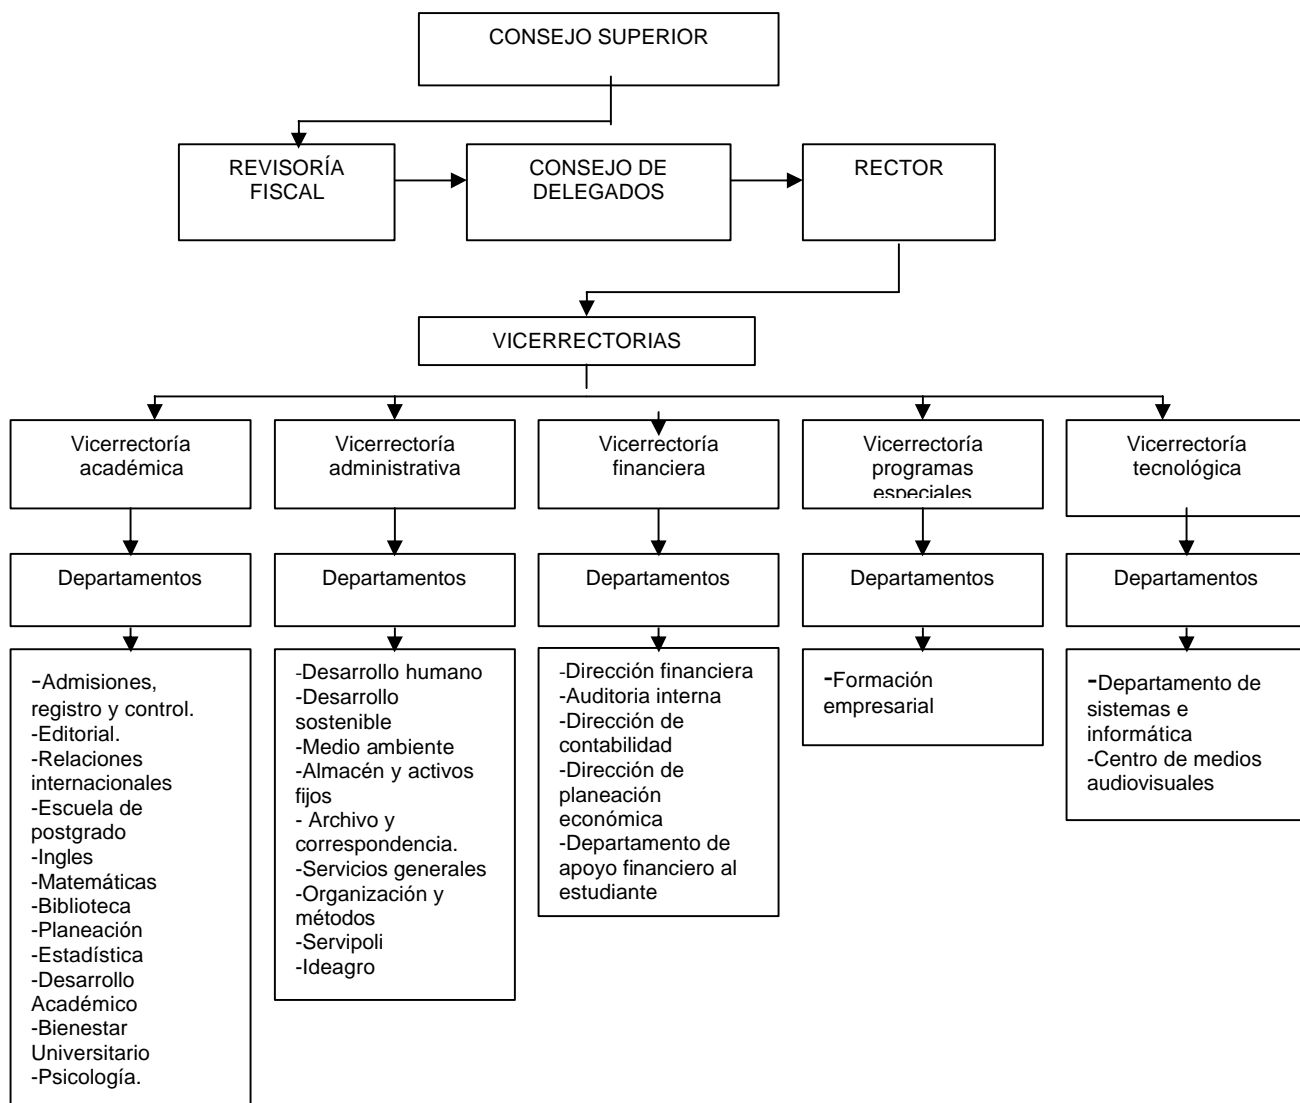 CONSEJO SUPERIOR
REVISORÍA
FISCAL
CONSEJO DE
DELEGADOS
RECTOR
VICERRECTORIAS
Vicerrectoría
académica
Vicerrectoría
administrativa
Vicerrectoría
financiera
Vicerrectoría
programas
especiales
Vicerrectoría
tecnológica
Departamentos
Departamentos
Departamentos
Departamentos
Departamentos
-Admisiones,
registro y control.
-Editorial.
-Relaciones
internacionales
-Escuela de
postgrado
-Ingles
-Matemáticas
-Biblioteca
-Planeación
-Estadística
-Desarrollo
Académico
-Bienestar
Universitario
-Psicología.
-Desarrollo humano
-Desarrollo
sostenible
-Medio ambiente
-Almacén y activos
fijos
- Archivo y
correspondencia.
-Servicios generales
-Organización y
métodos
-Servipoli
-Ideagro
-Dirección financiera
-Auditoria interna
-Dirección de
contabilidad
-Dirección de
planeación
económica
-Departamento de
apoyo financiero al
estudiante
-Formación
empresarial
-Departamento de
sistemas e
informática
-Centro de medios
audiovisuales